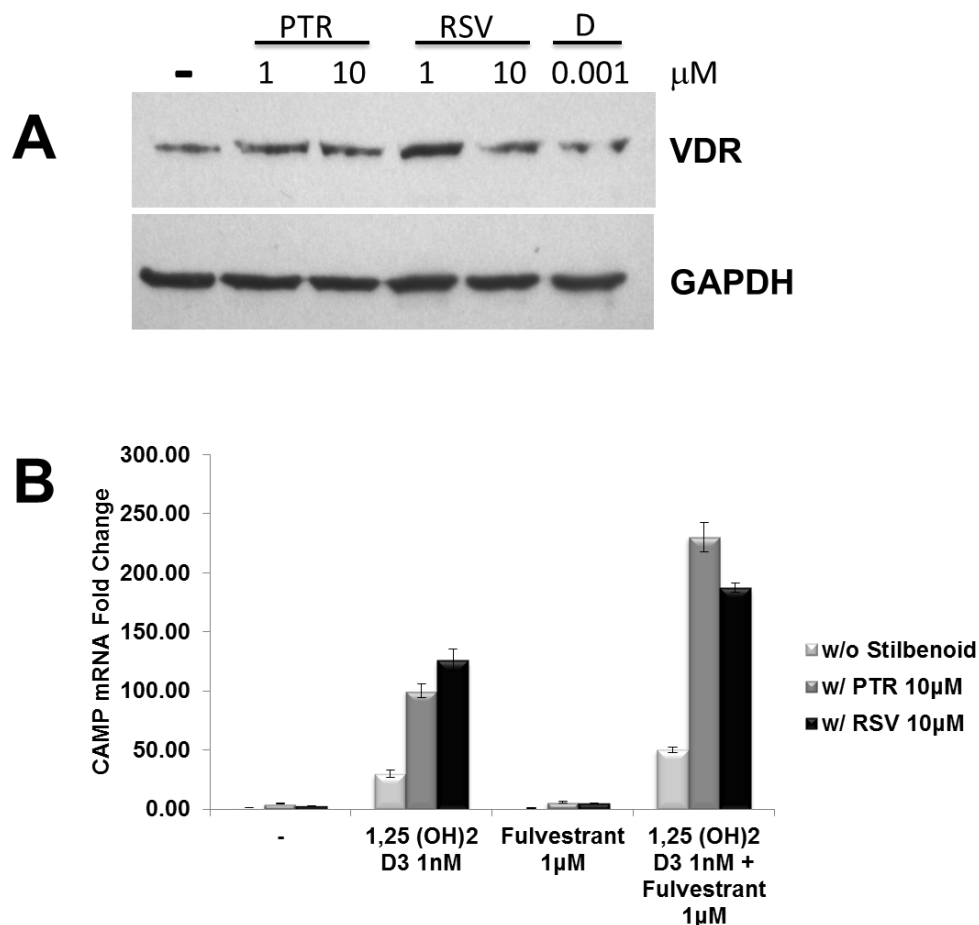 PTR RSV D
- 1 10 1 10 0.001 μM
A
VDR
GAPDH
B
CAMP mRNA Fold Change
300.00
250.00
200.00
150.00
100.00
50.00
0.00
-
1,25 (OH)2
D3 1nM
Fulvestrant
1μM
1,25 (OH)2
D3 1nM +
Fulvestrant
1μM
w/o Stilbenoid
w/ PTR 10μM
w/ RSV 10μM